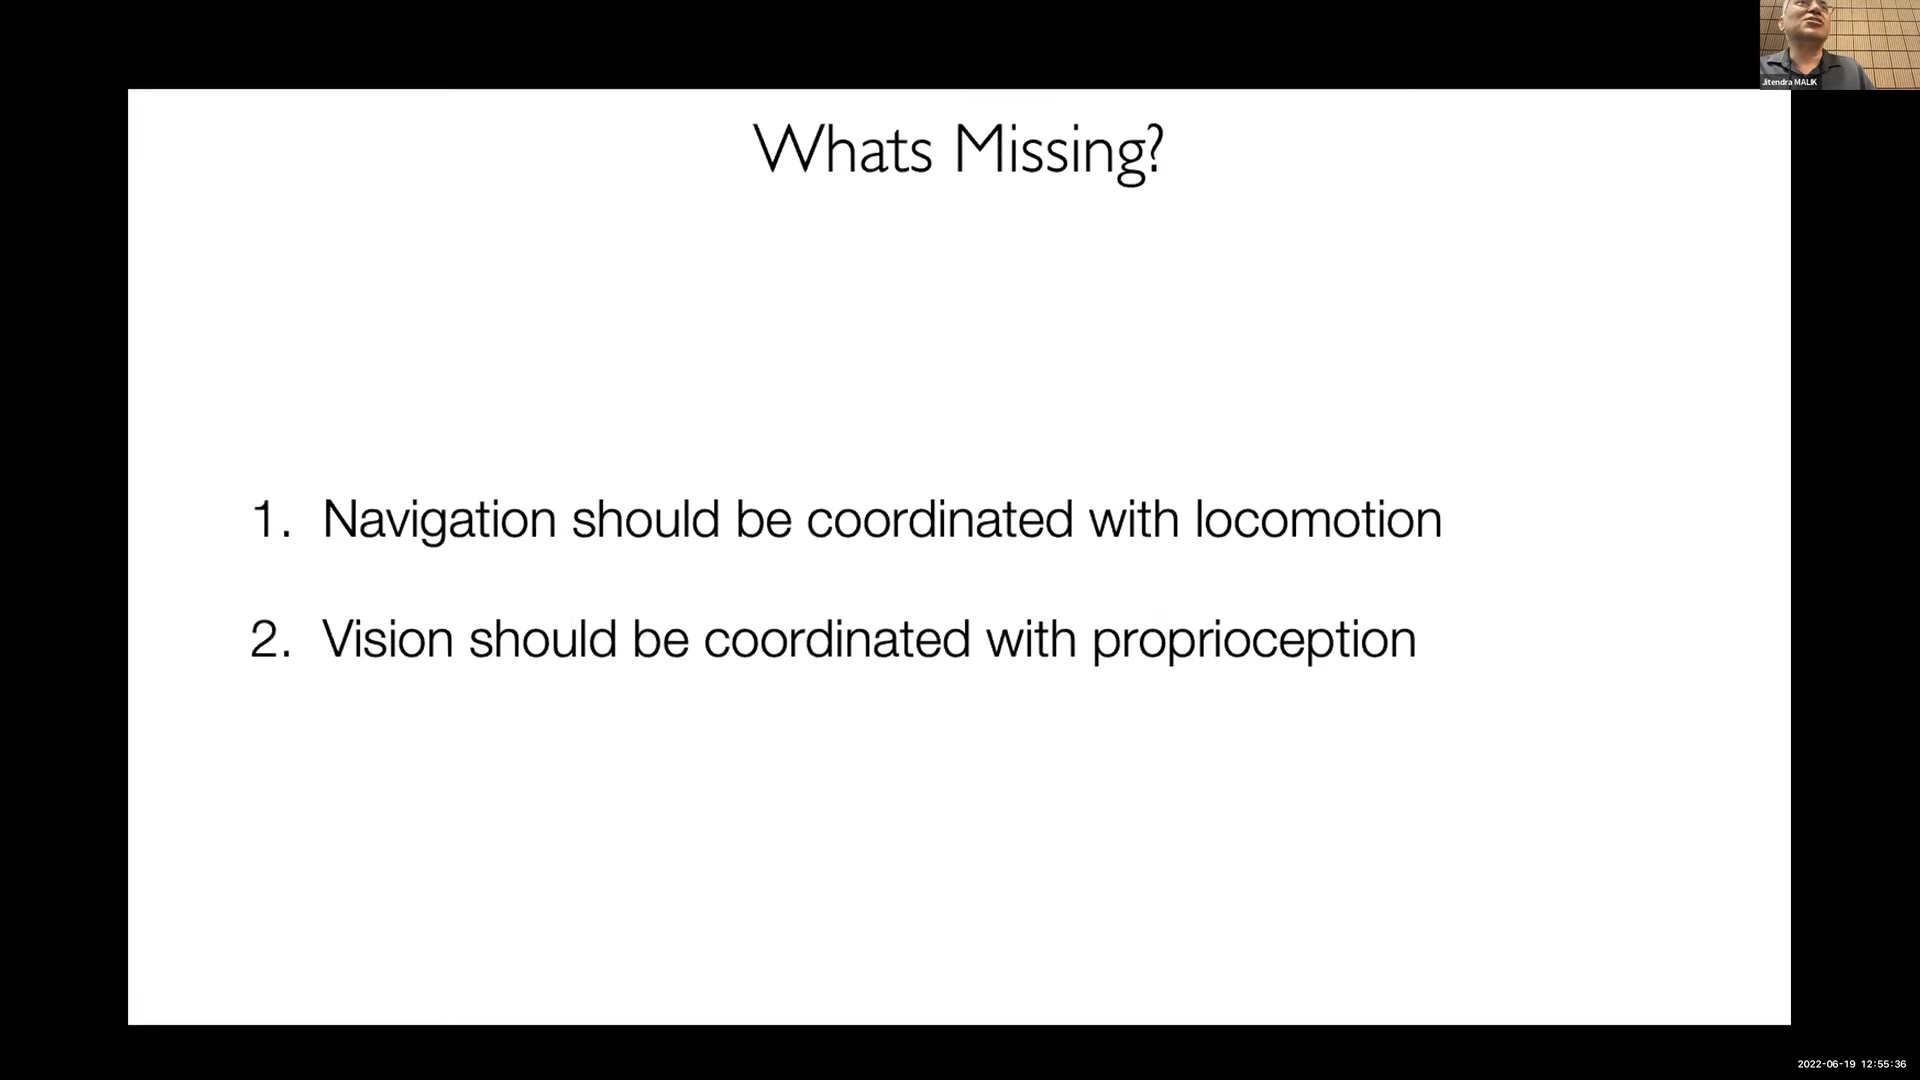 Jitendra MALIK
Whats Missing?
1. Navigation should be coordinated with locomotion
2. Vision should be coordinated with proprioception
2022-06-19 12:55:36